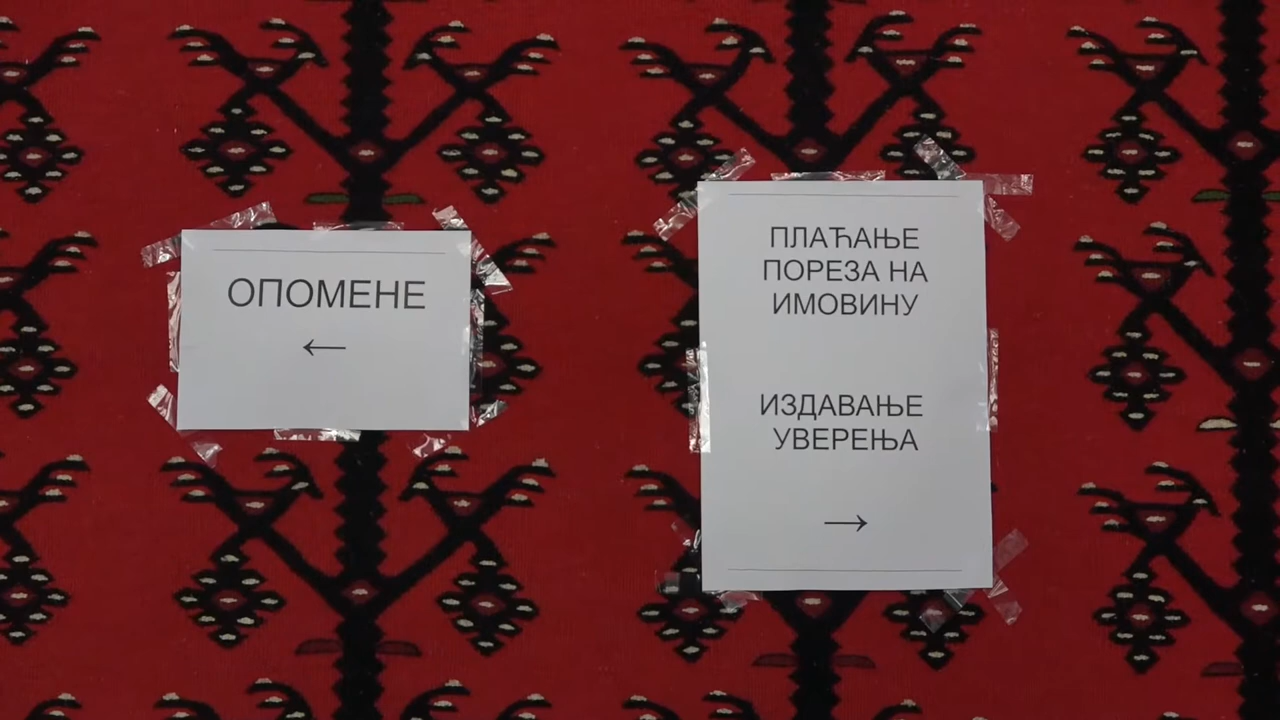 ОПОМЕНЕ
←
ПЛАЋАЊЕ
ПОРЕЗА НА
ИМОВИНУ
ИЗДАВАЊЕ
УВЕРЕЊА
→